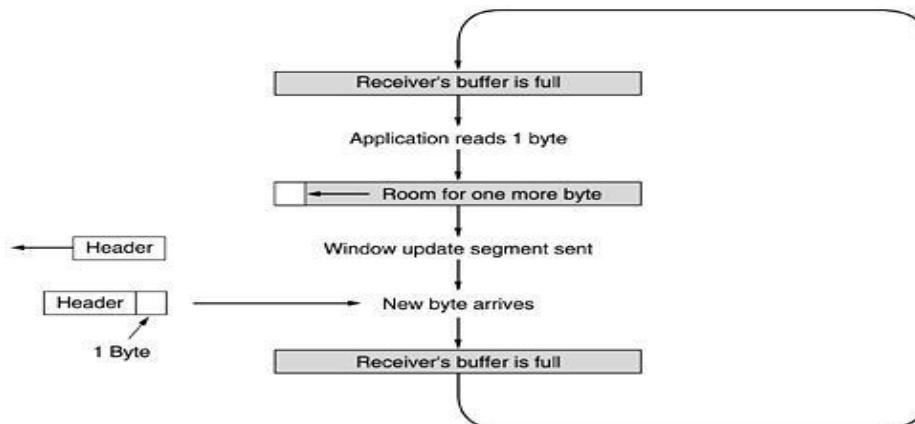 Receiver's buffer is full
Application reads 1 byte
Room for one more byte
Header
Window update segment sent
Header
New byte arrives
1 Byte
Receiver's buffer is full